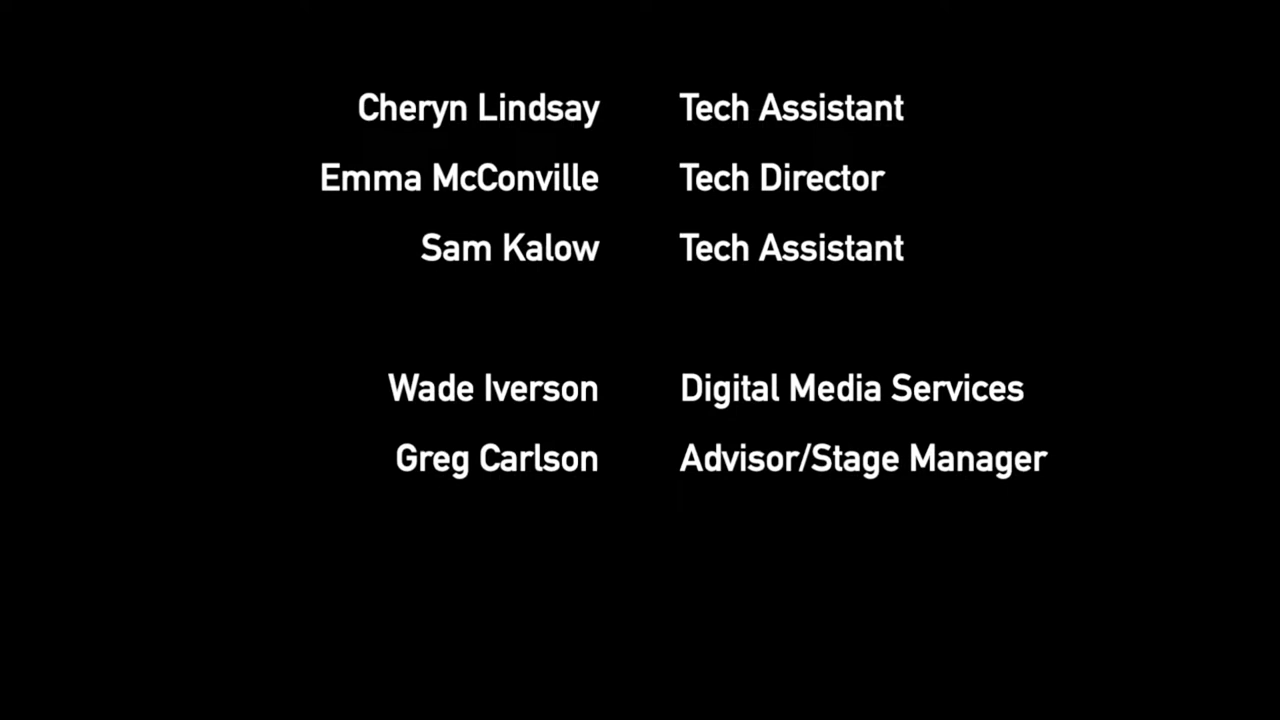 Cheryn Lindsay Tech Assistant
Emma McConville Tech Director
Sam Kalow Tech Assistant
Wade Iverson Digital Media Services
Greg Carlson Advisor/Stage Manager